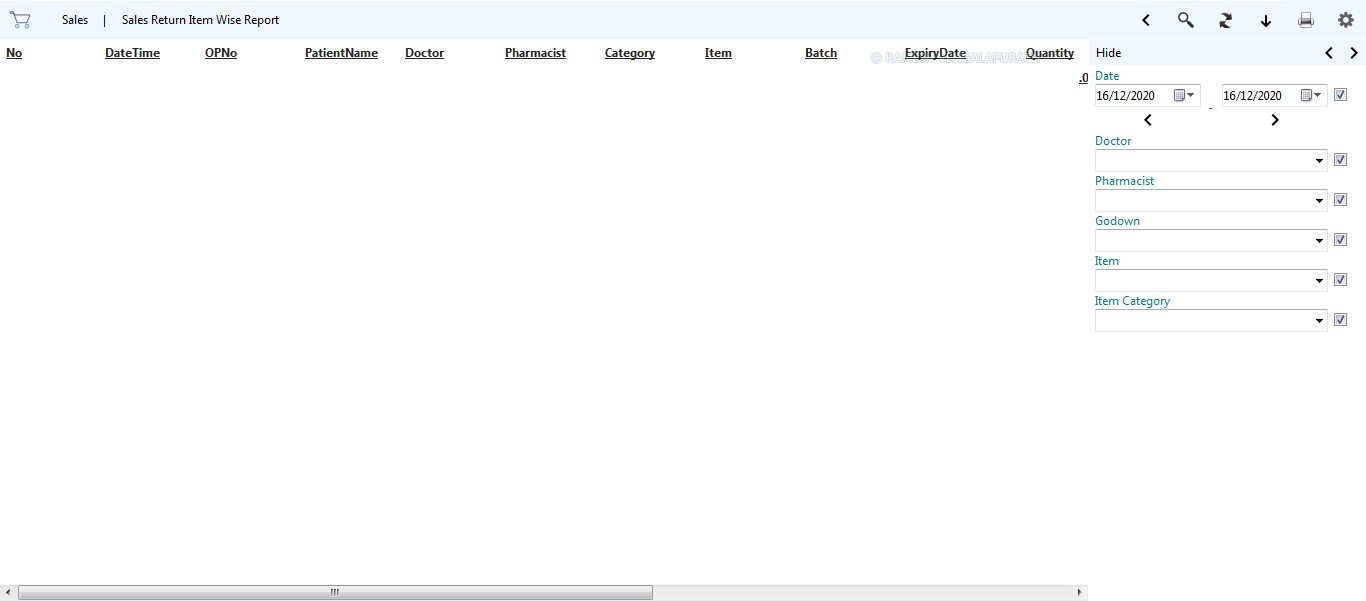 Sales | Sales Return Item Wise Report
No DateTime OPNo PatientName Doctor Pharmacist Category Item Batch ExpiryDate Quantity
.0
Hide
Date
16/12/2020 - 16/12/2020
Doctor
Pharmacist
Godown
Item
Item Category